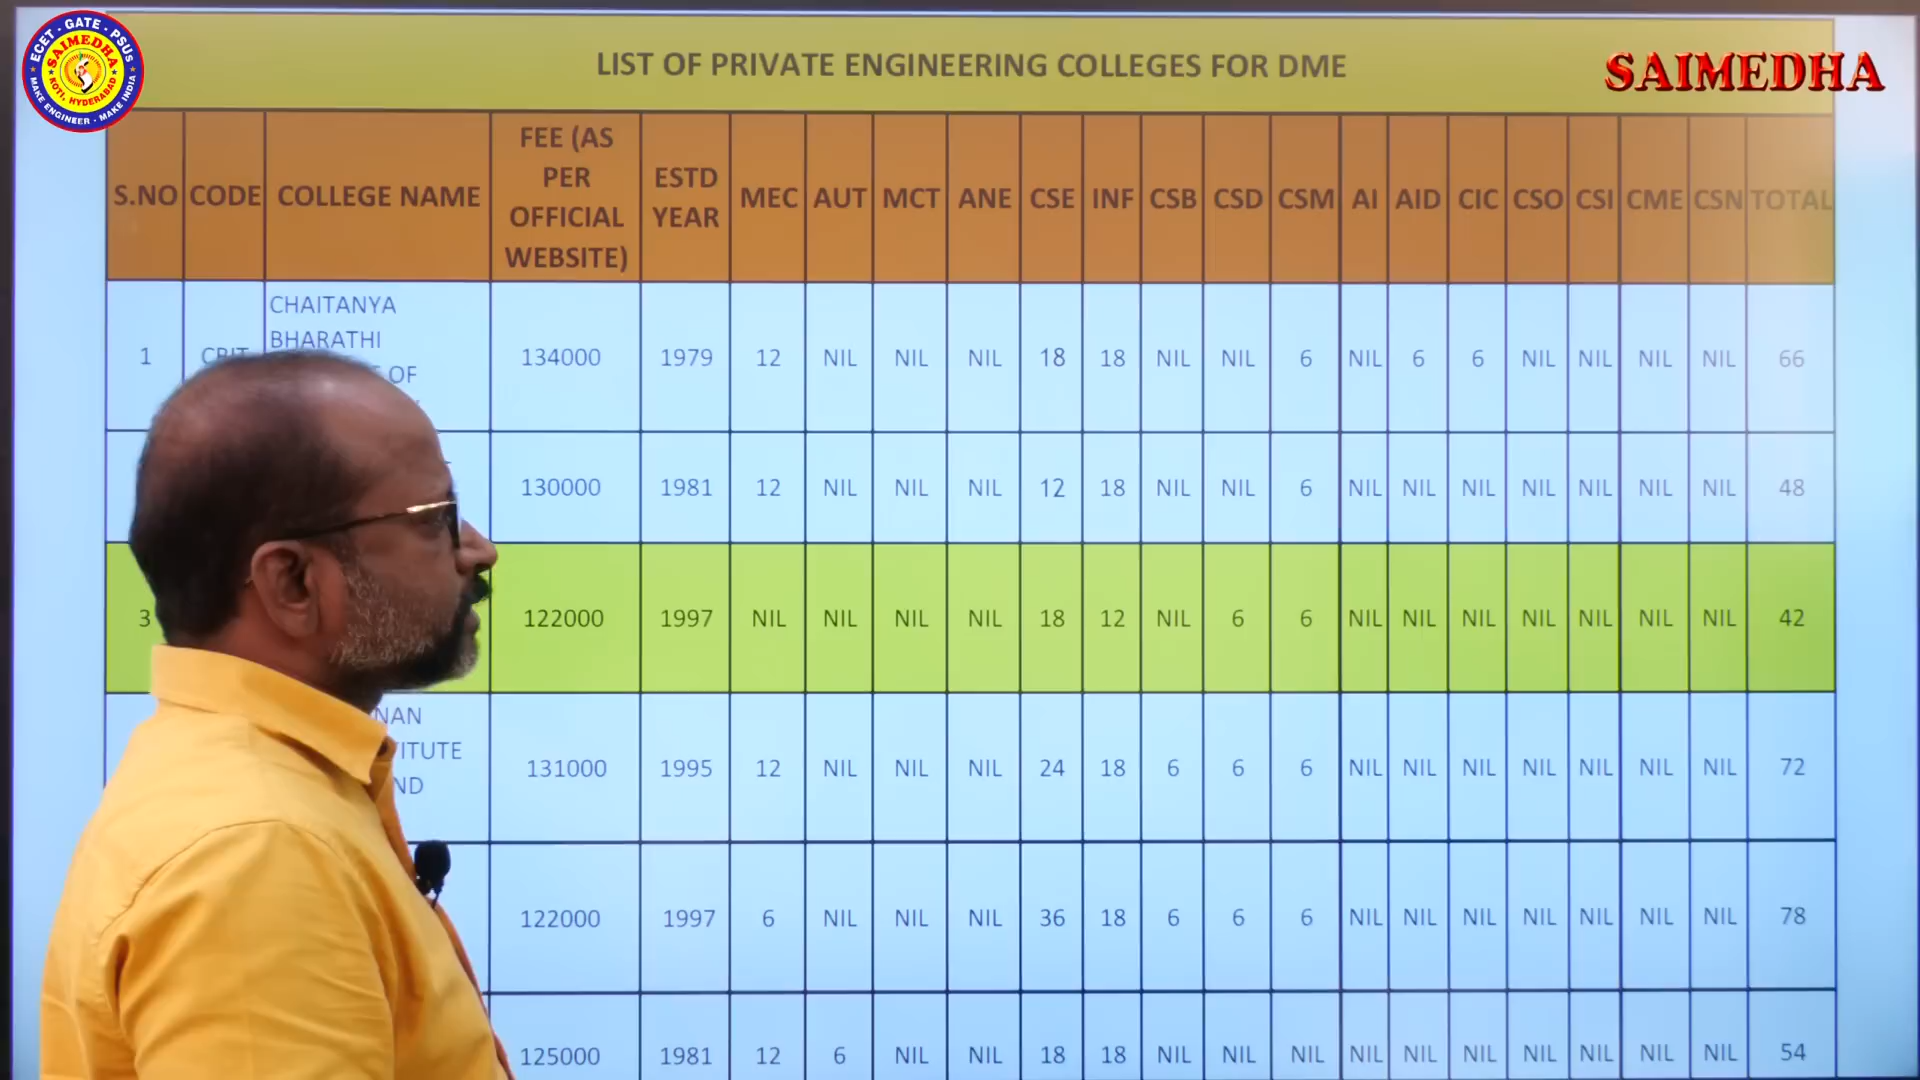 ECET · GATE · PSUS
SAIMEDHA
KOTI, HYDERABAD
MAKE ENGINEER · MAKE INDIA
LIST OF PRIVATE ENGINEERING COLLEGES FOR DME
SAIMEDHA
S.NO CODE COLLEGE NAME FEE (AS PER OFFICIAL WEBSITE) ESTD YEAR MEC AUT MCT ANE CSE INF CSB CSD CSM AI AID CIC CSO CSI CME CSN TOTAL
1 CBIT CHAITANYA BHARATHI OF 134000 1979 12 NIL NIL NIL 18 18 NIL NIL 6 NIL 6 6 NIL NIL NIL NIL 66
130000 1981 12 NIL NIL NIL 12 18 NIL NIL 6 NIL NIL NIL NIL NIL NIL NIL 48
3 122000 1997 NIL NIL NIL NIL 18 12 NIL 6 6 NIL NIL NIL NIL NIL NIL NIL 42
131000 1995 12 NIL NIL NIL 24 18 6 6 6 NIL NIL NIL NIL NIL NIL NIL 72
122000 1997 6 NIL NIL NIL 36 18 6 6 6 NIL NIL NIL NIL NIL NIL NIL 78
125000 1981 12 6 NIL NIL 18 18 NIL NIL NIL NIL NIL NIL NIL NIL NIL NIL 54